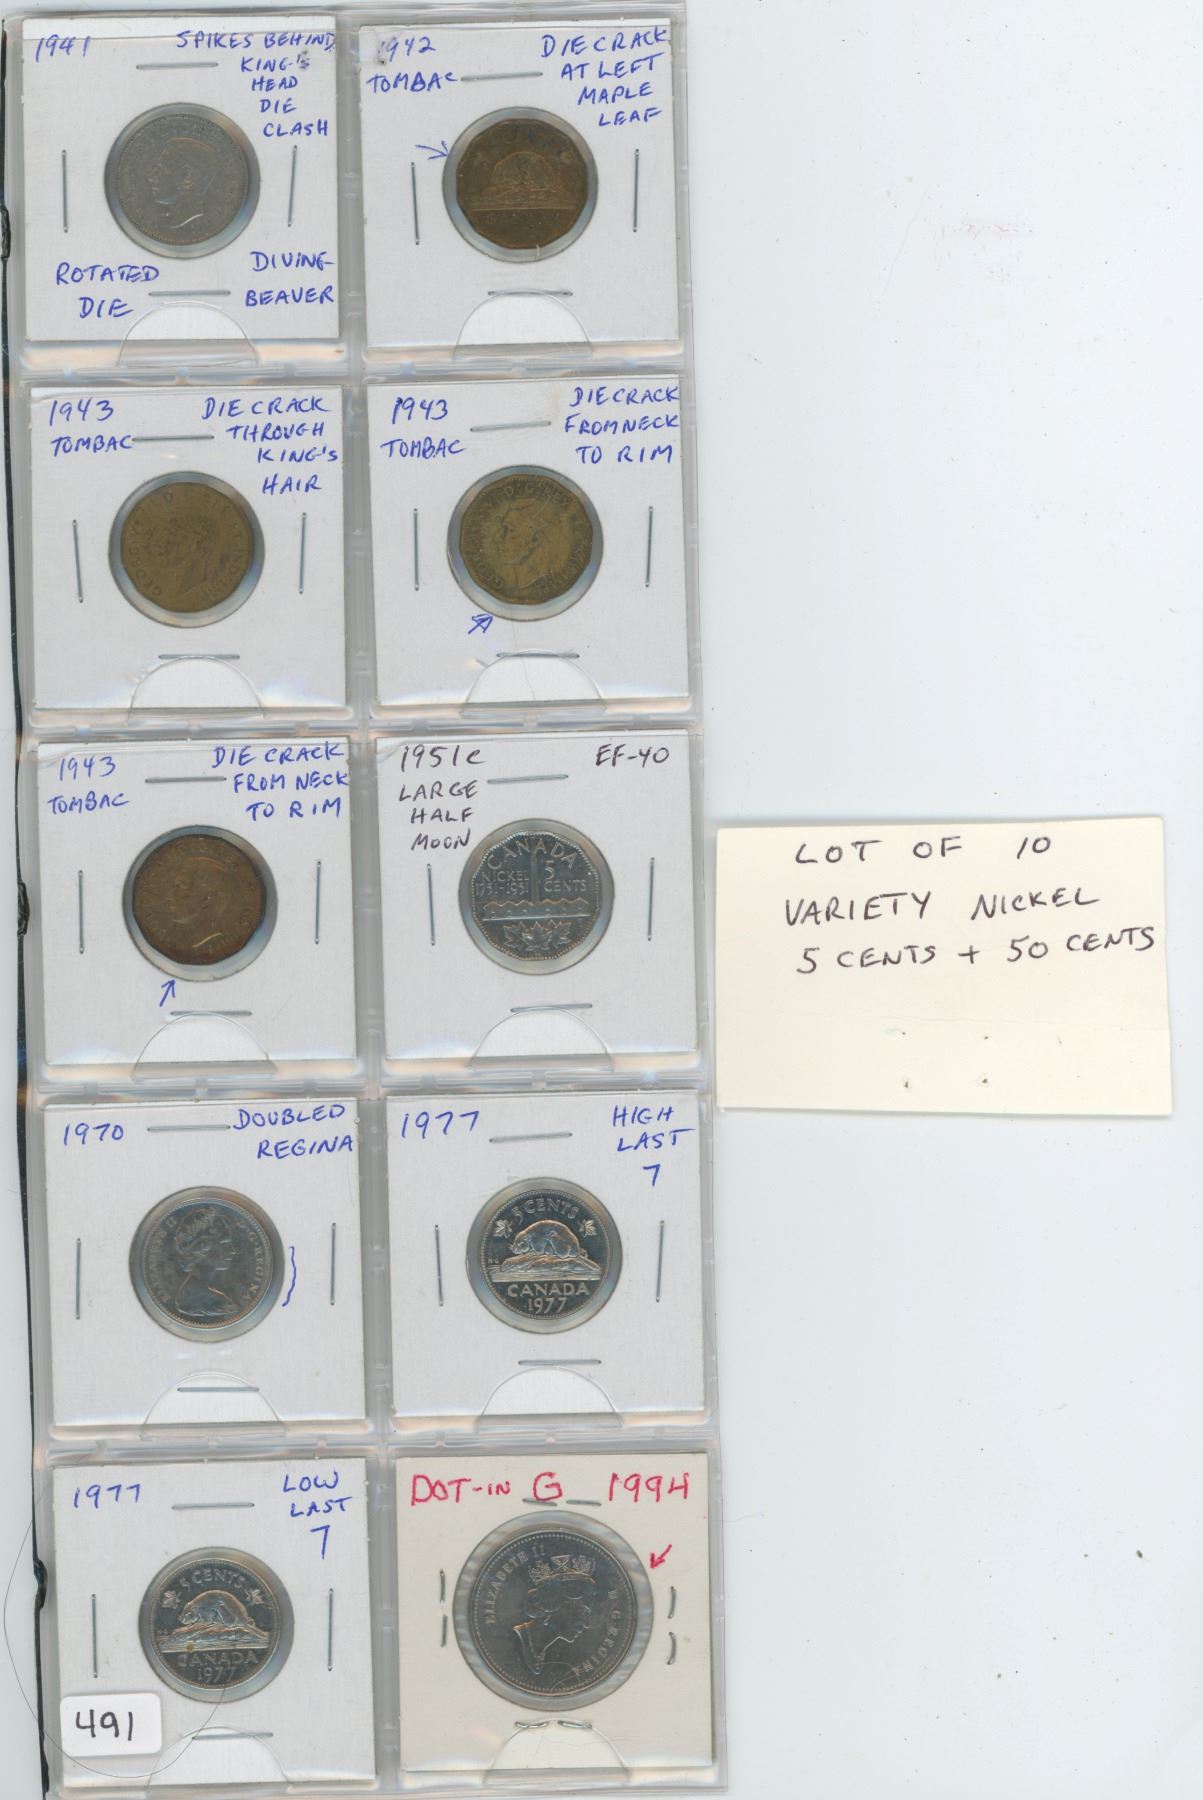 1941
SPIKES BEHIND
KING'S
HEAD
DIE
CLASH
ROTATED
DIE
DIVING
BEAVER
1942
TOMBAC
DIE CRACK
AT LEFT
MAPLE
LEAF
1943
TOMBAC
DIE CRACK
THROUGH
KING'S
HAIR
1943
TOMBAC
DIE CRACK
FROM NECK
TO RIM
1943
TOMBAC
DIE CRACK
FROM NECK
TO RIM
1951C
LARGE
HALF
MOON
EF-40
CANADA
NICKEL
1751-1951
5
CENTS
LOT OF 10
VARIETY NICKEL
5 CENTS + 50 CENTS
1970
DOUBLED
REGINA
ELIZABETH II D·G·REGINA
1977
HIGH
LAST
7
5 CENTS
CANADA
1977
1977
LOW
LAST
7
5 CENTS
CANADA
1977
491
DOT-IN G 1994
ELIZABETH II D·G·REGINA